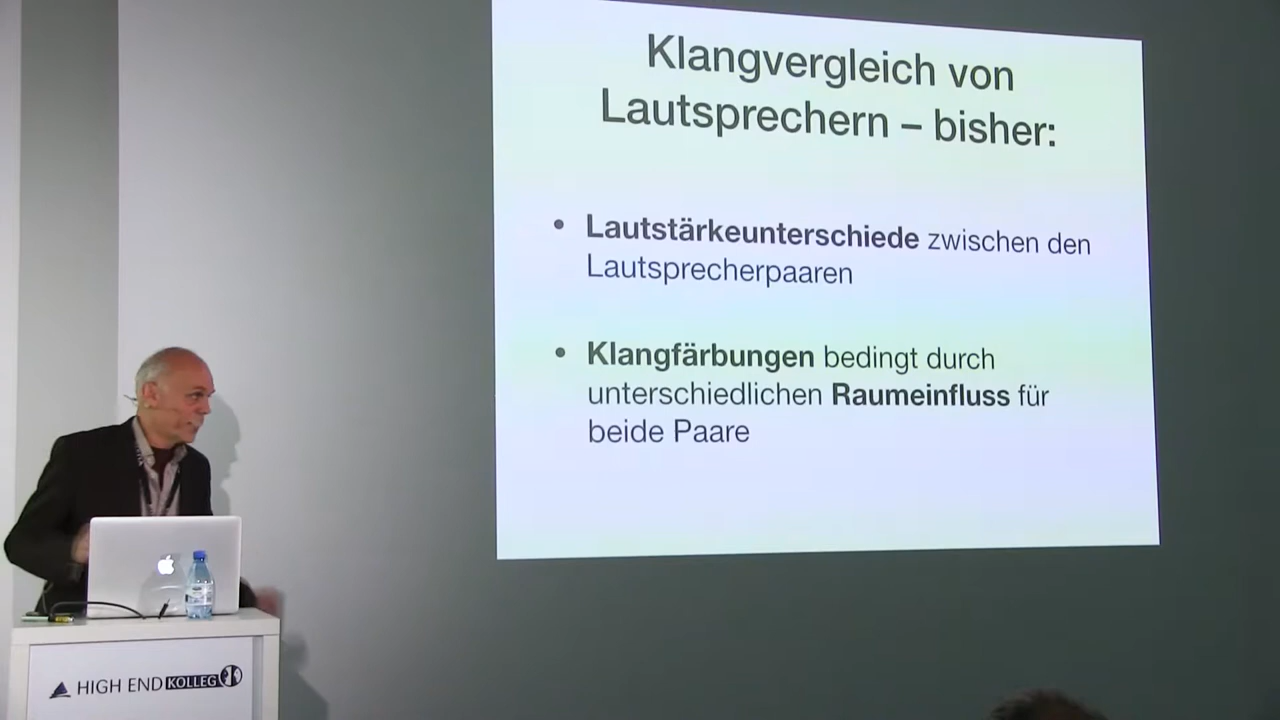 Klangvergleich von
Lautsprechern – bisher:
• Lautstärkeunterschiede zwischen den
Lautsprecherpaaren
• Klangfärbungen bedingt durch
unterschiedlichen Raumeinfluss für
beide Paare
HIGH END KOLLEG